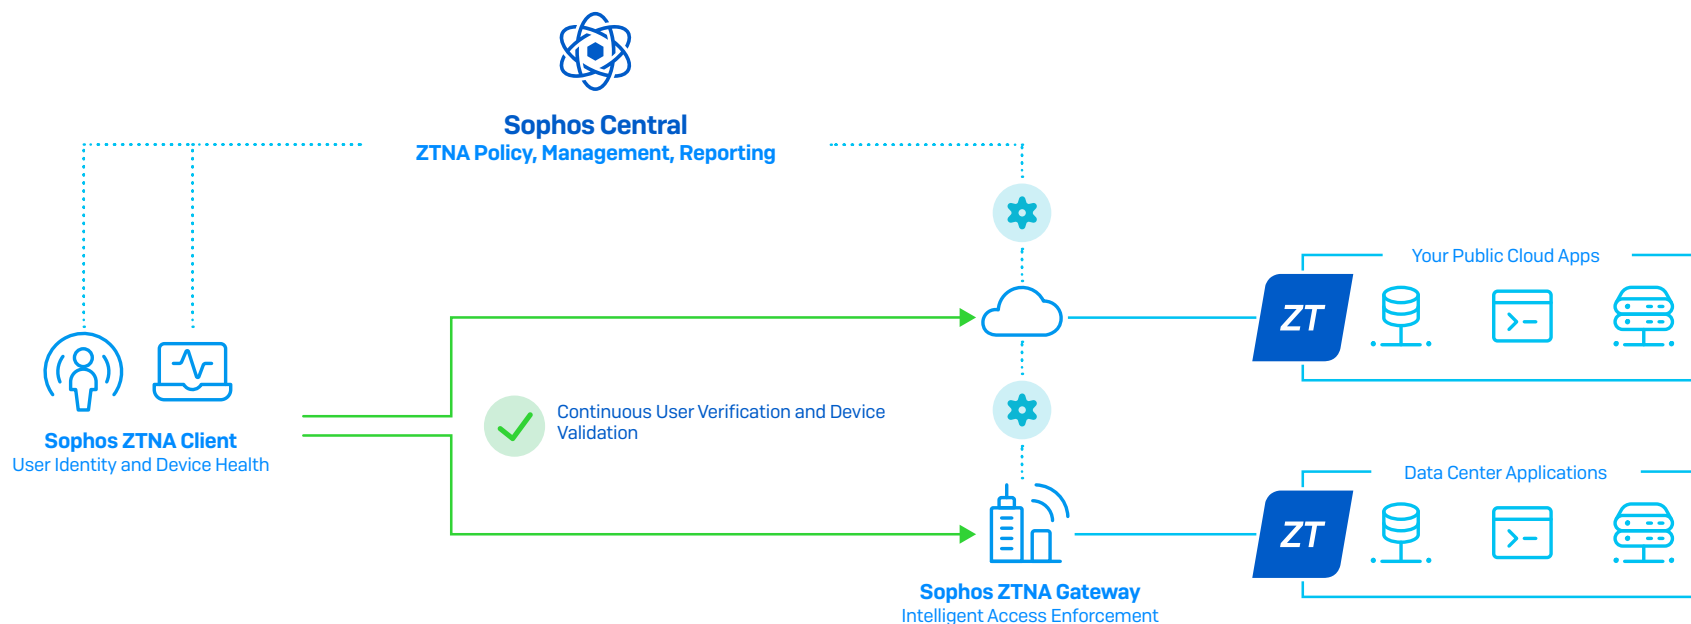 Sophos Central
ZTNA Policy, Management, Reporting
Your Public Cloud Apps
ZT
Continuous User Verification and Device
Validation
Sophos ZTNA Client
User Identity and Device Health
Data Center Applications
ZT
Sophos ZTNA Gateway
Intelligent Access Enforcement